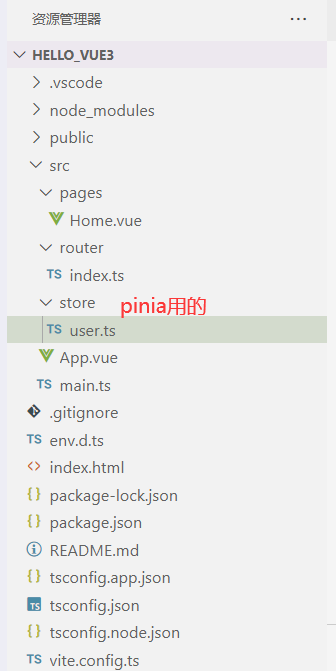 资源管理器 ...
HELLO_VUE3
.vscode
node_modules
public
src
pages
Home.vue
router
TS index.ts
store pinia用的
TS user.ts
App.vue
TS main.ts
.gitignore
TS env.d.ts
<> index.html
{} package-lock.json
{} package.json
README.md
{} tsconfig.app.json
TS tsconfig.json
{} tsconfig.node.json
TS vite.config.ts